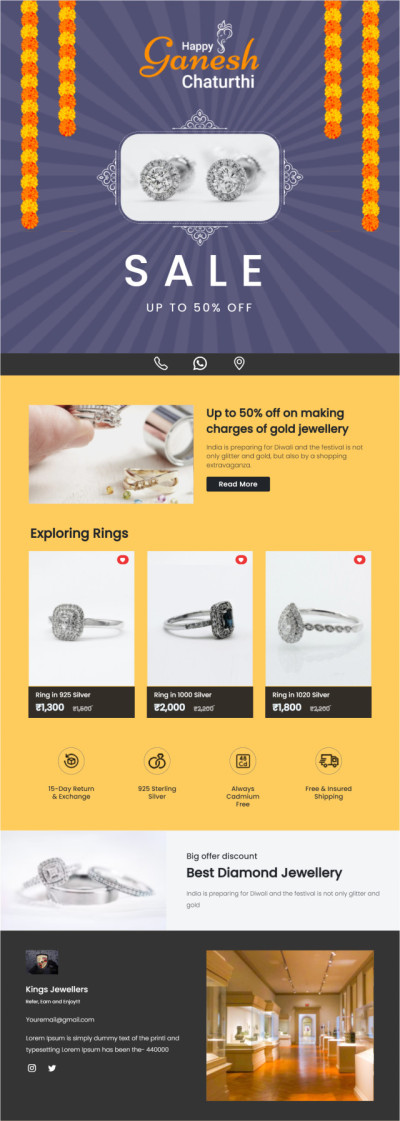 Happy
Ganesh
Chaturthi
SALE
UP TO 50% OFF
Up to 50% off on making
charges of gold jewellery
India is preparing for Diwali and the festival is not
only glitter and gold, but also by a shopping
extravaganza.
Read More
Exploring Rings
Ring in 925 Silver
₹1,300 ₹1,600
Ring in 1000 Silver
₹2,000 ₹2,200
Ring in 1020 Silver
₹1,800 ₹2,200
15-Day Return
& Exchange
925 Sterling
Silver
48
Cd
Always
Cadmium
Free
Free & Insured
Shipping
Big offer discount
Best Diamond Jewellery
India is preparing for Diwali and the festival is not only glitter and
gold
Kings Jewellers
Refer, Earn and Enjoy!!
Youremail@gmail.com
Lorem Ipsum is simply dummy text of the printi and
typesetting Lorem Ipsum has been the- 440000